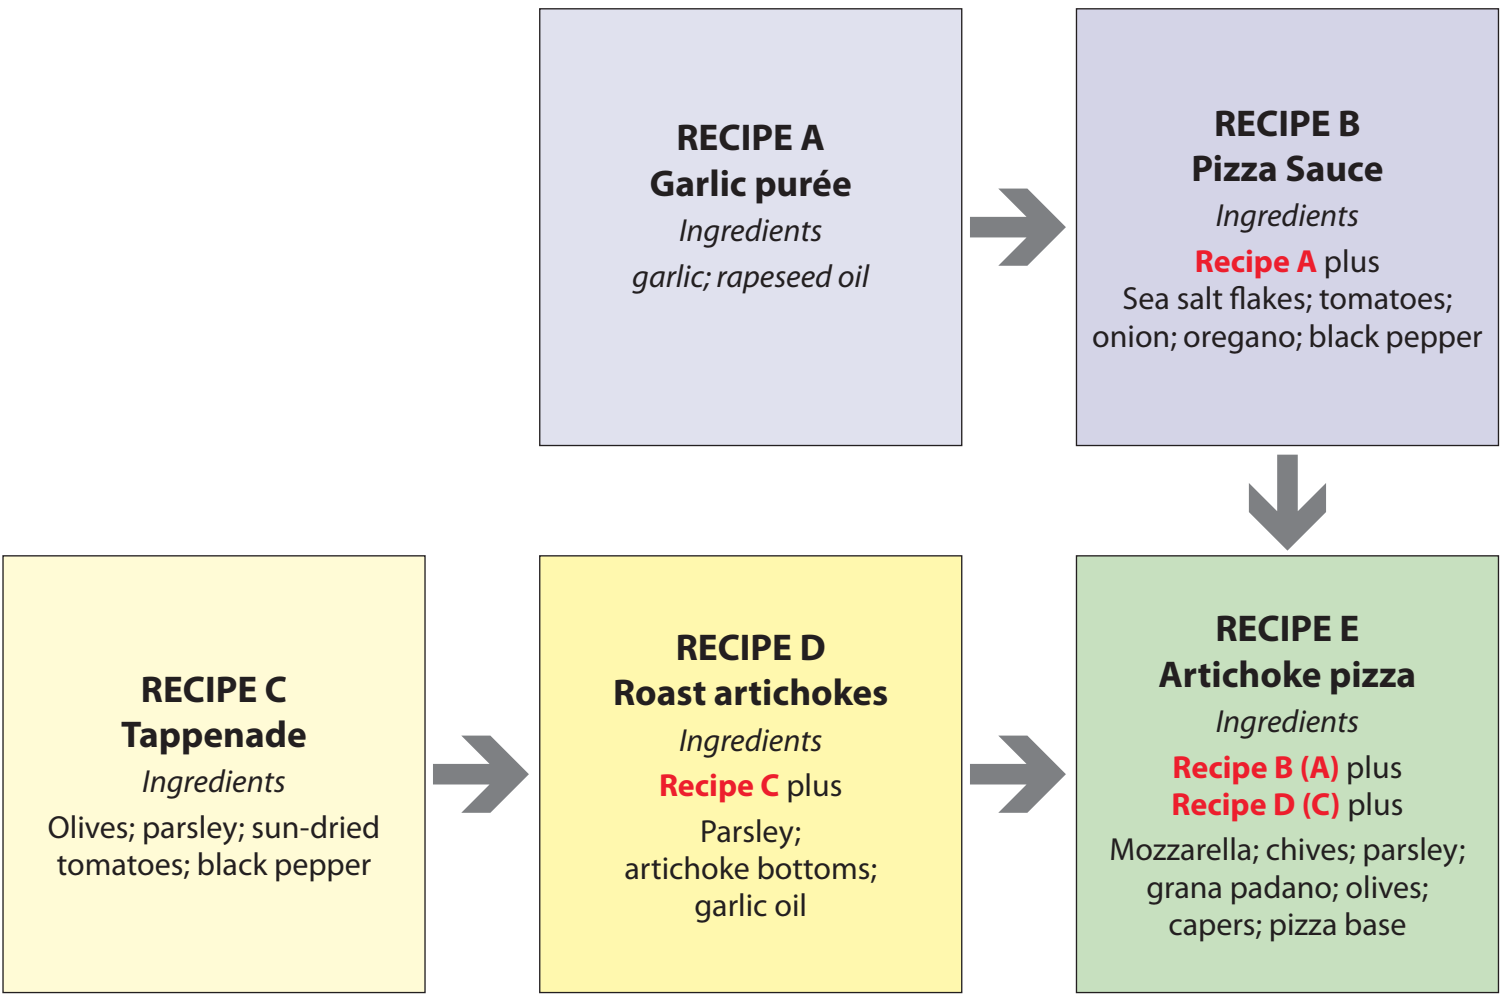 RECIPE A
Garlic purée
Ingredients
garlic; rapeseed oil
RECIPE B
Pizza Sauce
Ingredients
Recipe A plus
Sea salt flakes; tomatoes;
onion; oregano; black pepper
RECIPE C
Tappenade
Ingredients
Olives; parsley; sun-dried
tomatoes; black pepper
RECIPE D
Roast artichokes
Ingredients
Recipe C plus
Parsley;
artichoke bottoms;
garlic oil
RECIPE E
Artichoke pizza
Ingredients
Recipe B (A) plus
Recipe D (C) plus
Mozzarella; chives; parsley;
grana padano; olives;
capers; pizza base